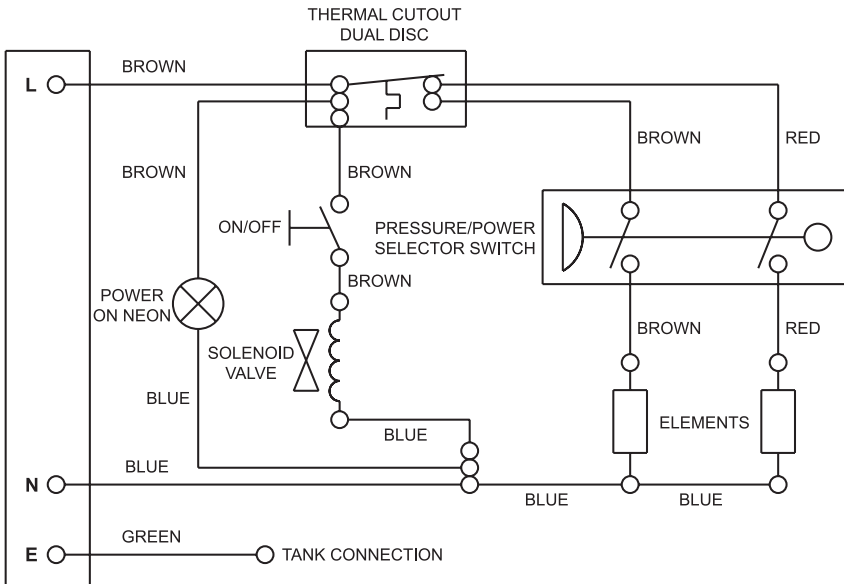 THERMAL CUTOUT
DUAL DISC
L
BROWN
BROWN
BROWN
BROWN
RED
ON/OFF
PRESSURE/POWER
SELECTOR SWITCH
BROWN
POWER
ON NEON
SOLENOID
VALVE
BROWN
RED
BLUE
BLUE
ELEMENTS
N
BLUE
BLUE
BLUE
E
GREEN
TANK CONNECTION